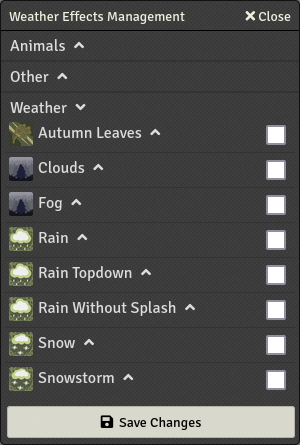 Weather Effects Management Close
Animals
Other
Weather
Autumn Leaves
Clouds
Fog
Rain
Rain Topdown
Rain Without Splash
Snow
Snowstorm
Save Changes